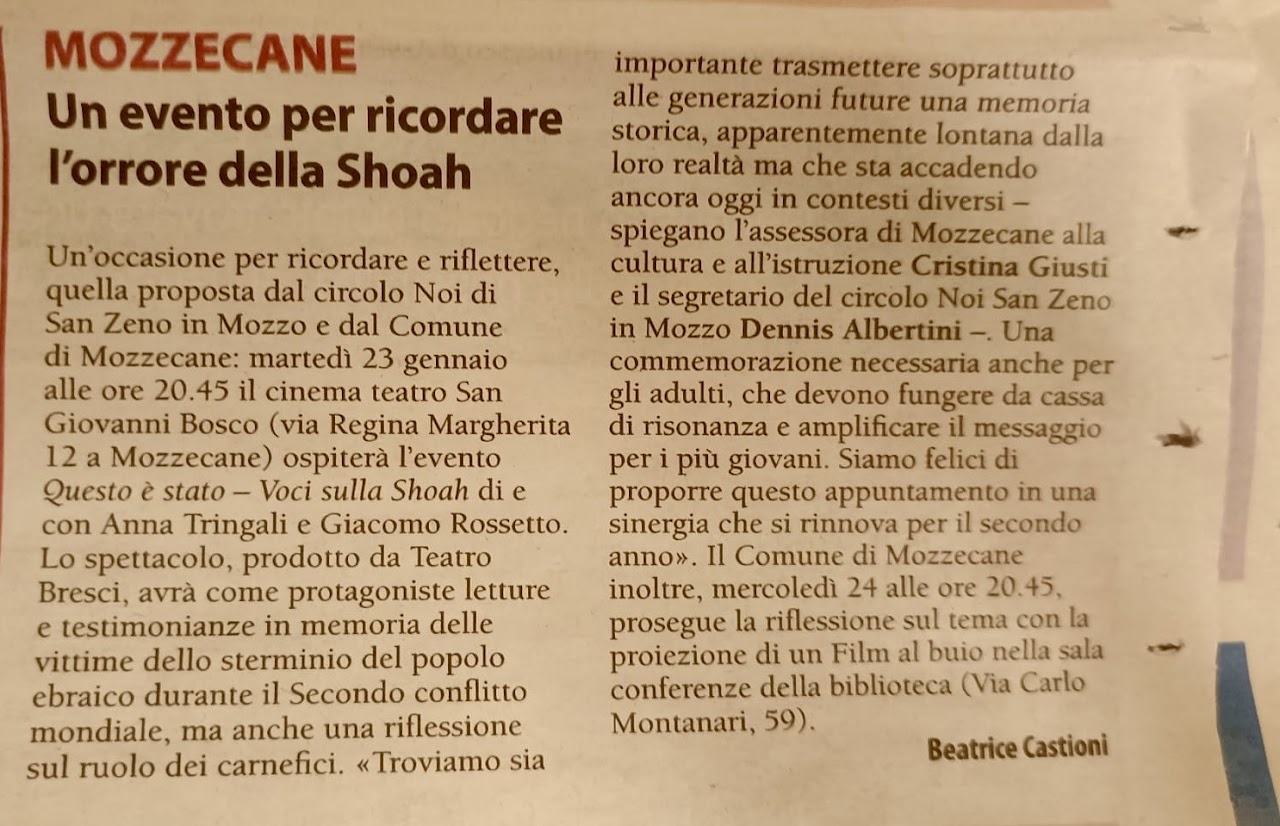 MOZZECANE
Un evento per ricordare
l'orrore della Shoah
Un'occasione per ricordare e riflettere,
quella proposta dal circolo Noi di
San Zeno in Mozzo e dal Comune
di Mozzecane: martedì 23 gennaio
alle ore 20.45 il cinema teatro San
Giovanni Bosco (via Regina Margherita
12 a Mozzecane) ospiterà l'evento
Questo è stato – Voci sulla Shoah di e
con Anna Tringali e Giacomo Rossetto.
Lo spettacolo, prodotto da Teatro
Bresci, avrà come protagoniste letture
e testimonianze in memoria delle
vittime dello sterminio del popolo
ebraico durante il Secondo conflitto
mondiale, ma anche una riflessione
sul ruolo dei carnefici. «Troviamo sia
importante trasmettere soprattutto
alle generazioni future una memoria
storica, apparentemente lontana dalla
loro realtà ma che sta accadendo
ancora oggi in contesti diversi –
spiegano l'assessora di Mozzecane alla
cultura e all'istruzione Cristina Giusti
e il segretario del circolo Noi San Zeno
in Mozzo Dennis Albertini –. Una
commemorazione necessaria anche per
gli adulti, che devono fungere da cassa
di risonanza e amplificare il messaggio
per i più giovani. Siamo felici di
proporre questo appuntamento in una
sinergia che si rinnova per il secondo
anno». Il Comune di Mozzecane
inoltre, mercoledì 24 alle ore 20.45,
prosegue la riflessione sul tema con la
proiezione di un Film al buio nella sala
conferenze della biblioteca (Via Carlo
Montanari, 59).
Beatrice Castioni